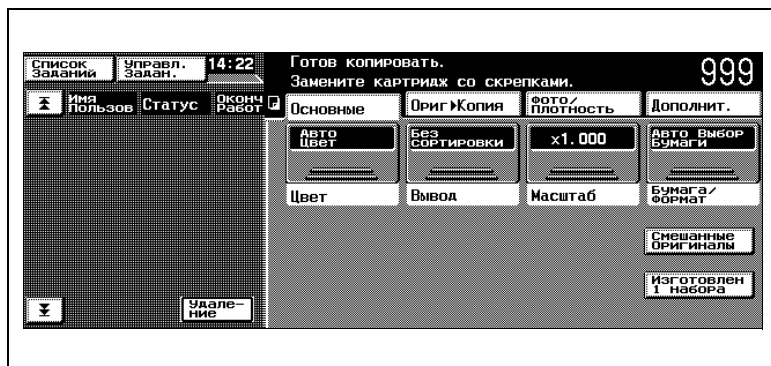 Список Заданий
Управл. Задан.
14:22
Готов копировать.
Замените картридж со скрепками.
999
Имя Пользов
Статус
Оконч Работ
Основные
Ориг▶Копия
Фото/Плотность
Дополнит.
Авто Цвет
Без сортировки
x1.000
Авто Выбор Бумаги
Цвет
Вывод
Масштаб
Бумага/Формат
Смешанные Оригиналы
Изготовлен 1 набора
Удале-
ние